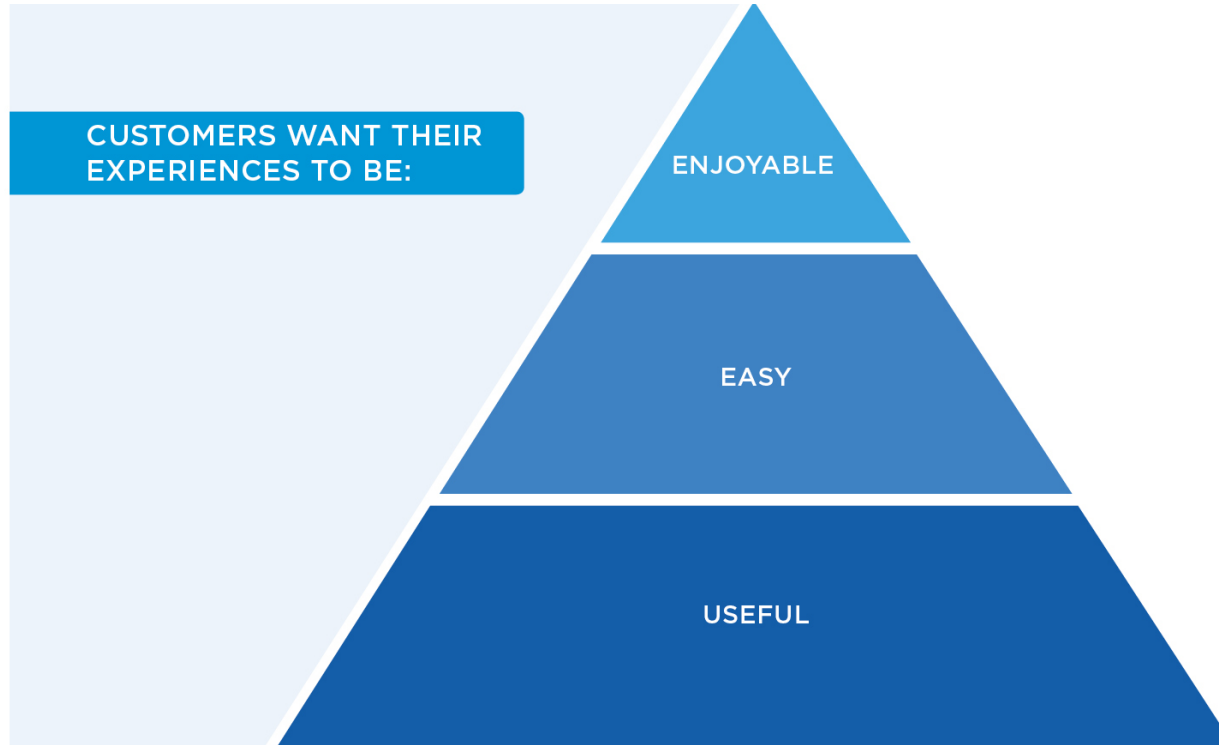 CUSTOMERS WANT THEIR
EXPERIENCES TO BE:
ENJOYABLE
EASY
USEFUL